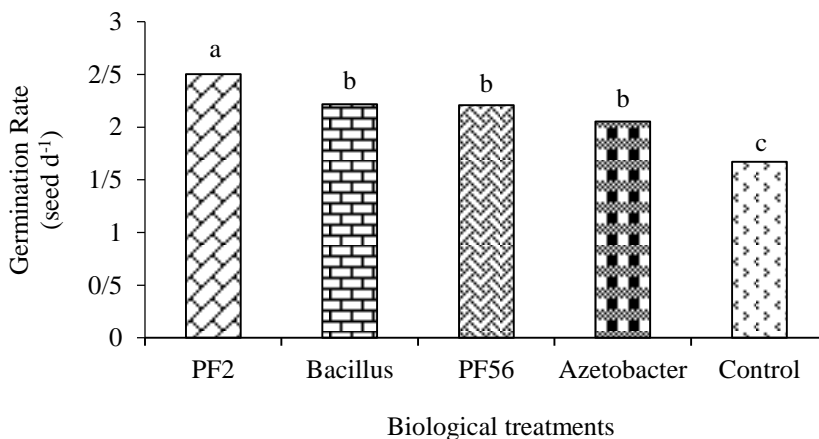 3
2/5
2
1/5
1
0/5
0
Germination Rate
(seed d-1)
a
b
b
b
c
PF2 Bacillus PF56 Azetobacter Control
Biological treatments